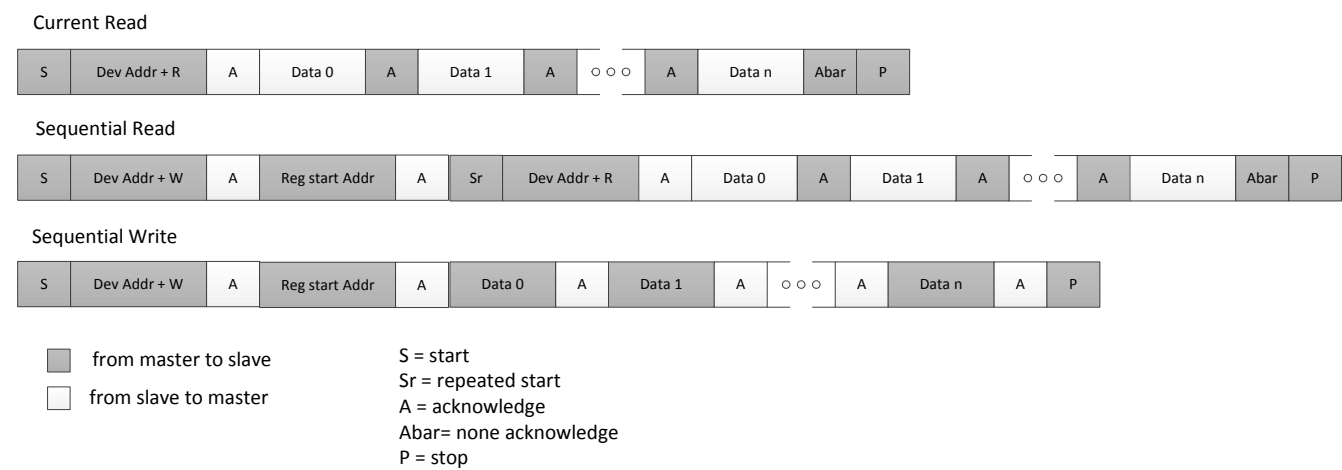 Current Read
S Dev Addr + R A Data 0 A Data 1 A ○ ○ ○ A Data n Abar P
Sequential Read
S Dev Addr + W A Reg start Addr A Sr Dev Addr + R A Data 0 A Data 1 A ○ ○ ○ A Data n Abar P
Sequential Write
S Dev Addr + W A Reg start Addr A Data 0 A Data 1 A ○ ○ ○ A Data n A P
from master to slave
from slave to master
S = start
Sr = repeated start
A = acknowledge
Abar= none acknowledge
P = stop